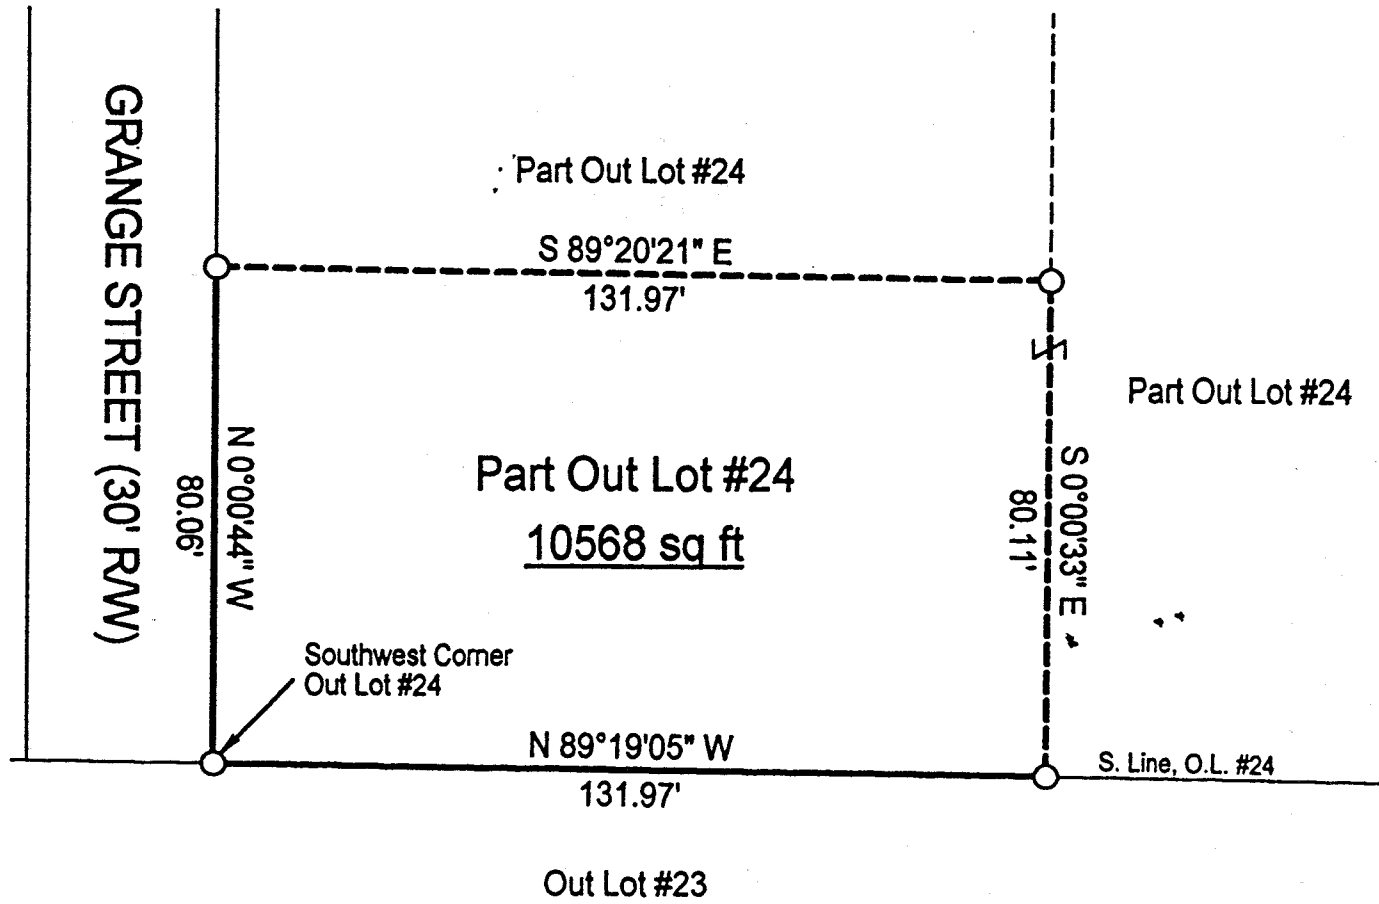 GRANGE STREET (30' R/W)
Part Out Lot #24
S 89°20'21" E
131.97'
Part Out Lot #24
N 0°00'44" W
80.06'
Part Out Lot #24
10568 sq ft
S 0°00'33" E
80.11'
Southwest Corner
Out Lot #24
N 89°19'05" W
131.97'
S. Line, O.L. #24
Out Lot #23